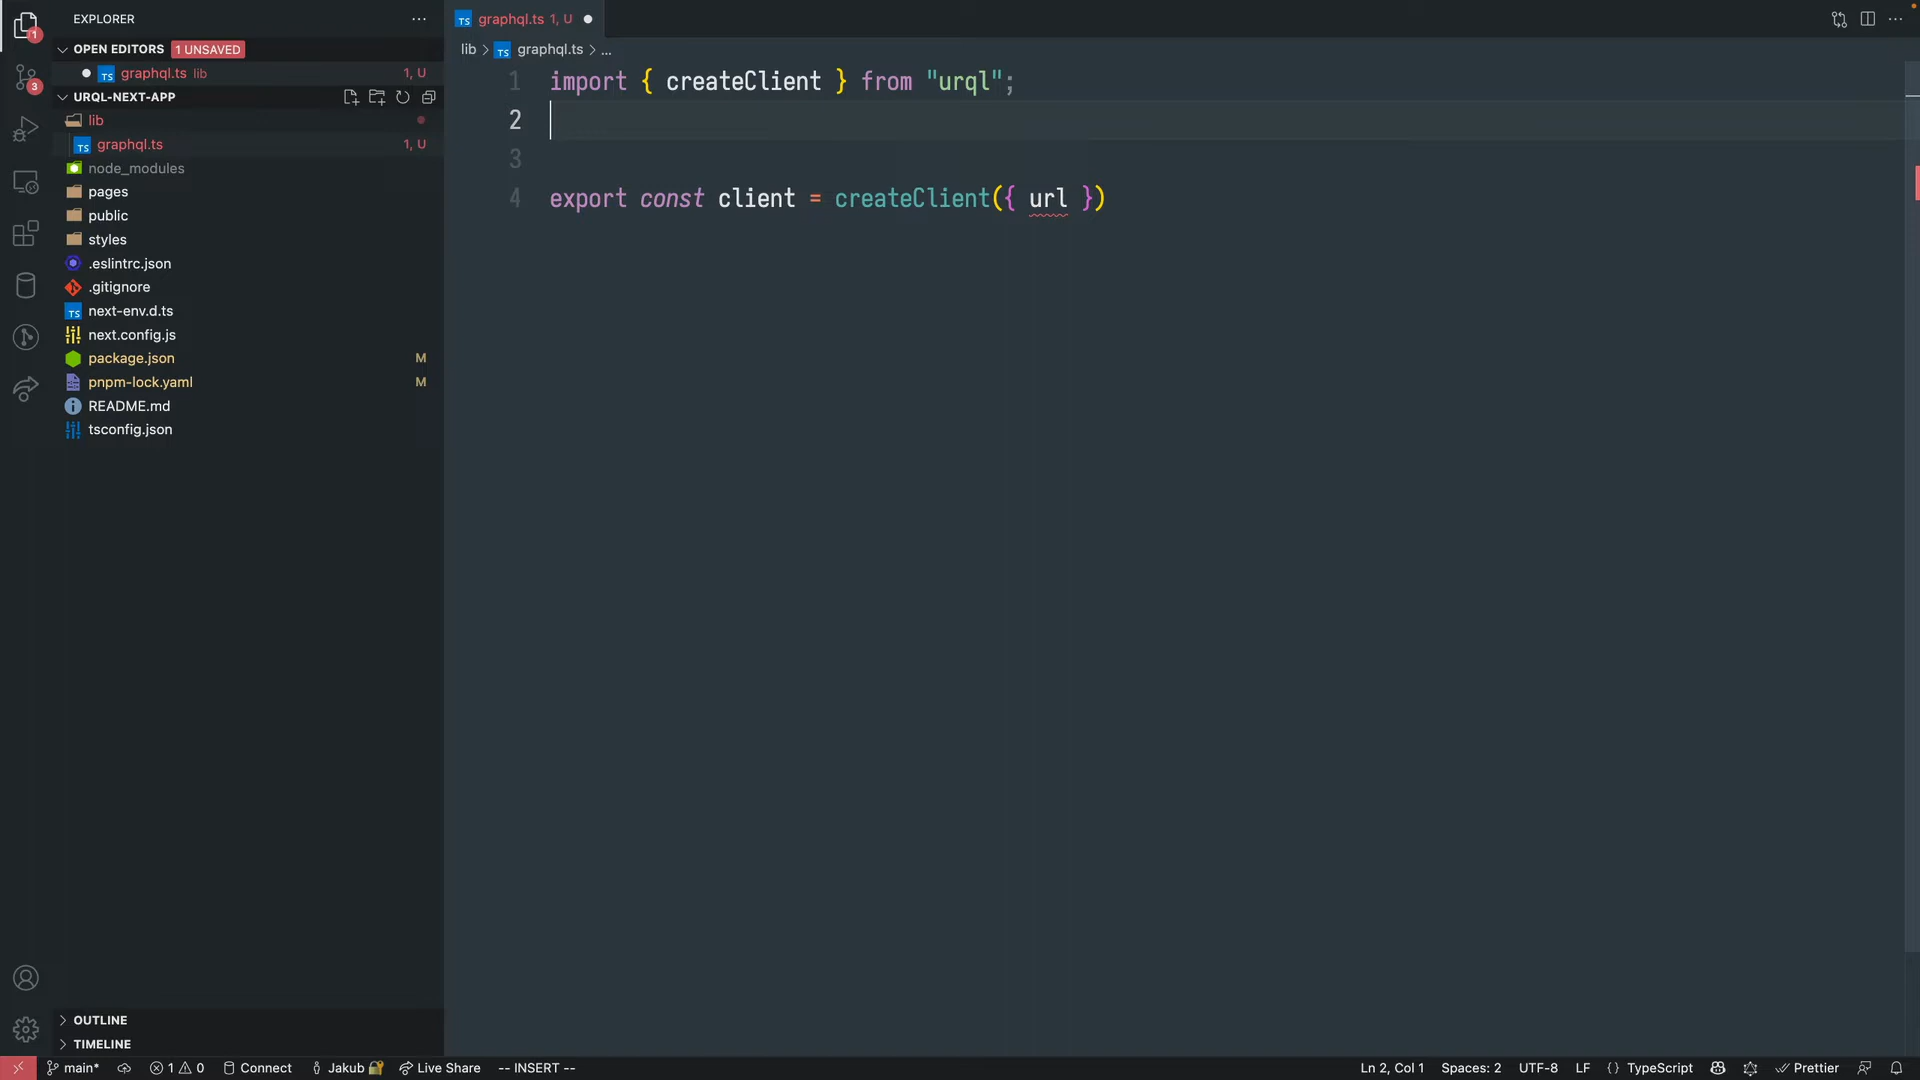 EXPLORER
OPEN EDITORS 1 UNSAVED
graphql.ts lib 1, U
URQL-NEXT-APP
lib
graphql.ts 1, U
node_modules
pages
public
styles
.eslintrc.json
.gitignore
next-env.d.ts
next.config.js
package.json M
pnpm-lock.yaml M
README.md
tsconfig.json
OUTLINE
TIMELINE
1
3
graphql.ts 1, U
lib > graphql.ts > ...
1 import { createClient } from "urql";
2
3
4 export const client = createClient({ url })
main* 1 0 Connect Jakub Live Share -- INSERT -- Ln 2, Col 1 Spaces: 2 UTF-8 LF {} TypeScript Prettier